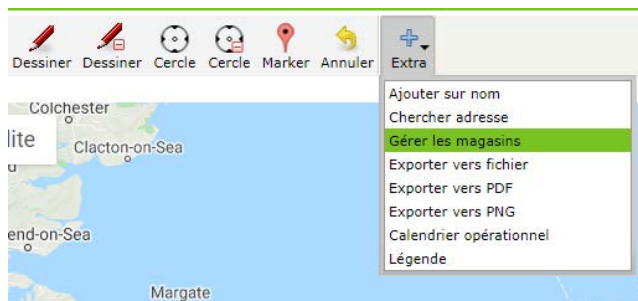 Dessiner Dessiner Cercle Cercle Marker Annuler Extra
Ajouter sur nom
Chercher adresse
Gérer les magasins
Exporter vers fichier
Exporter vers PDF
Exporter vers PNG
Calendrier opérationnel
Légende
Colchester
lite
Clacton-on-Sea
end-on-Sea
Margate